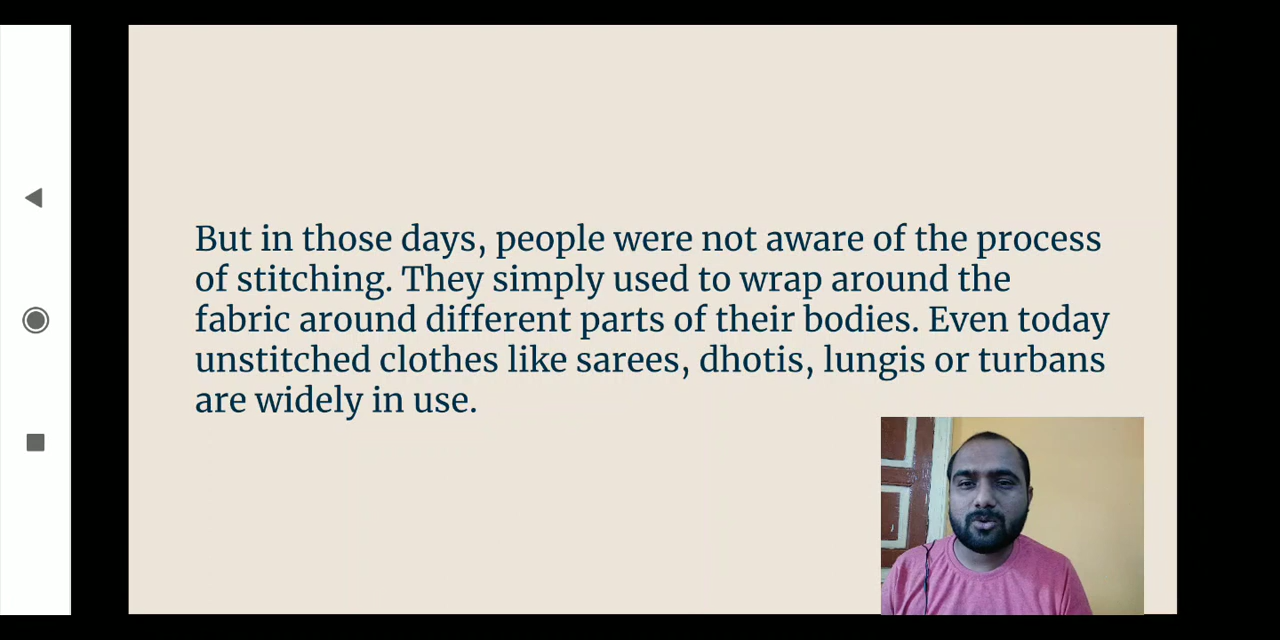 But in those days, people were not aware of the process
of stitching. They simply used to wrap around the
fabric around different parts of their bodies. Even today
unstitched clothes like sarees, dhotis, lungis or turbans
are widely in use.